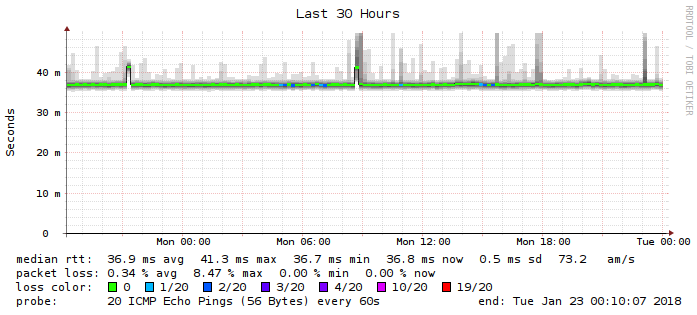 Last 30 Hours
RRDTOOL / TOBI OETIKER
Seconds
40 m
30 m
20 m
10 m
0
Mon 00:00 Mon 06:00 Mon 12:00 Mon 18:00 Tue 00:00
median rtt: 36.9 ms avg 41.3 ms max 36.7 ms min 36.8 ms now 0.5 ms sd 73.2 am/s
packet loss: 0.34 % avg 8.47 % max 0.00 % min 0.00 % now
loss color: 0 1/20 2/20 3/20 4/20 10/20 19/20
probe: 20 ICMP Echo Pings (56 Bytes) every 60s end: Tue Jan 23 00:10:07 2018